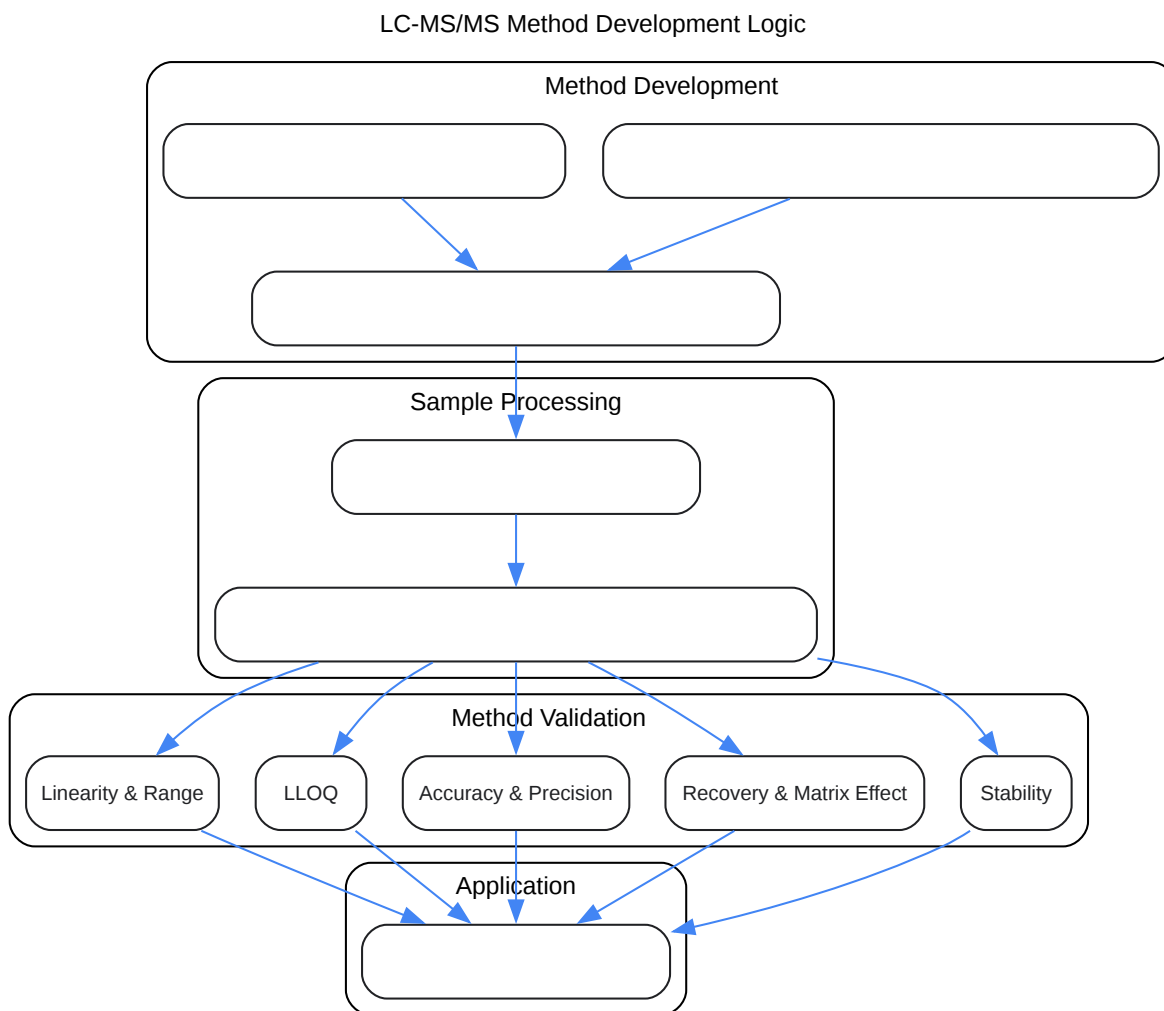 LC-MS/MS Method Development Logic
Method Development
Sample Processing
Method Validation
Linearity & Range
LLOQ
Accuracy & Precision
Recovery & Matrix Effect
Stability
Application